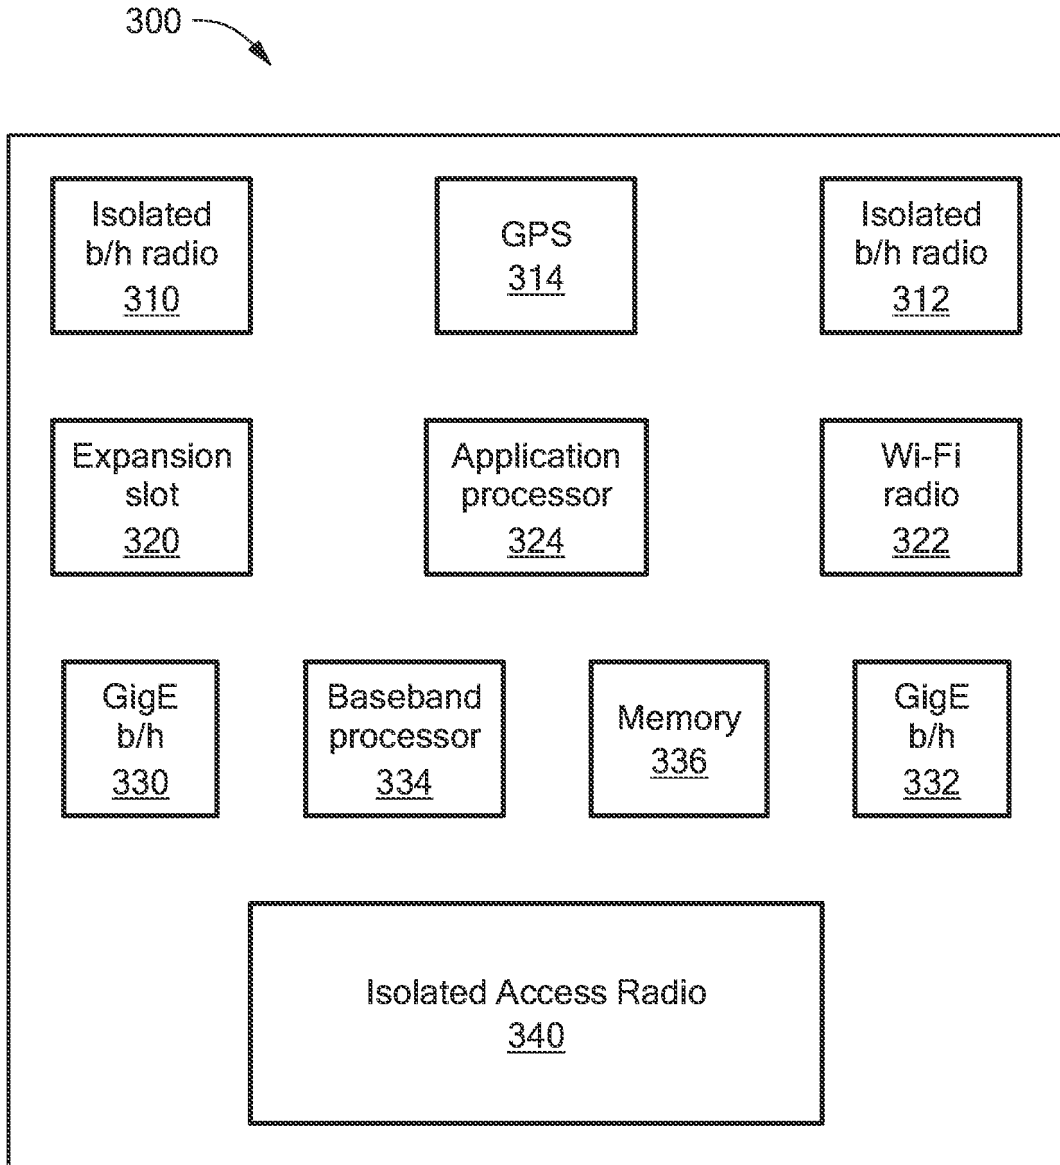 300
Isolated
b/h radio
310
GPS
314
Isolated
b/h radio
312
Expansion
slot
320
Application
processor
324
Wi-Fi
radio
322
GigE
b/h
330
Baseband
processor
334
Memory
336
GigE
b/h
332
Isolated Access Radio
340